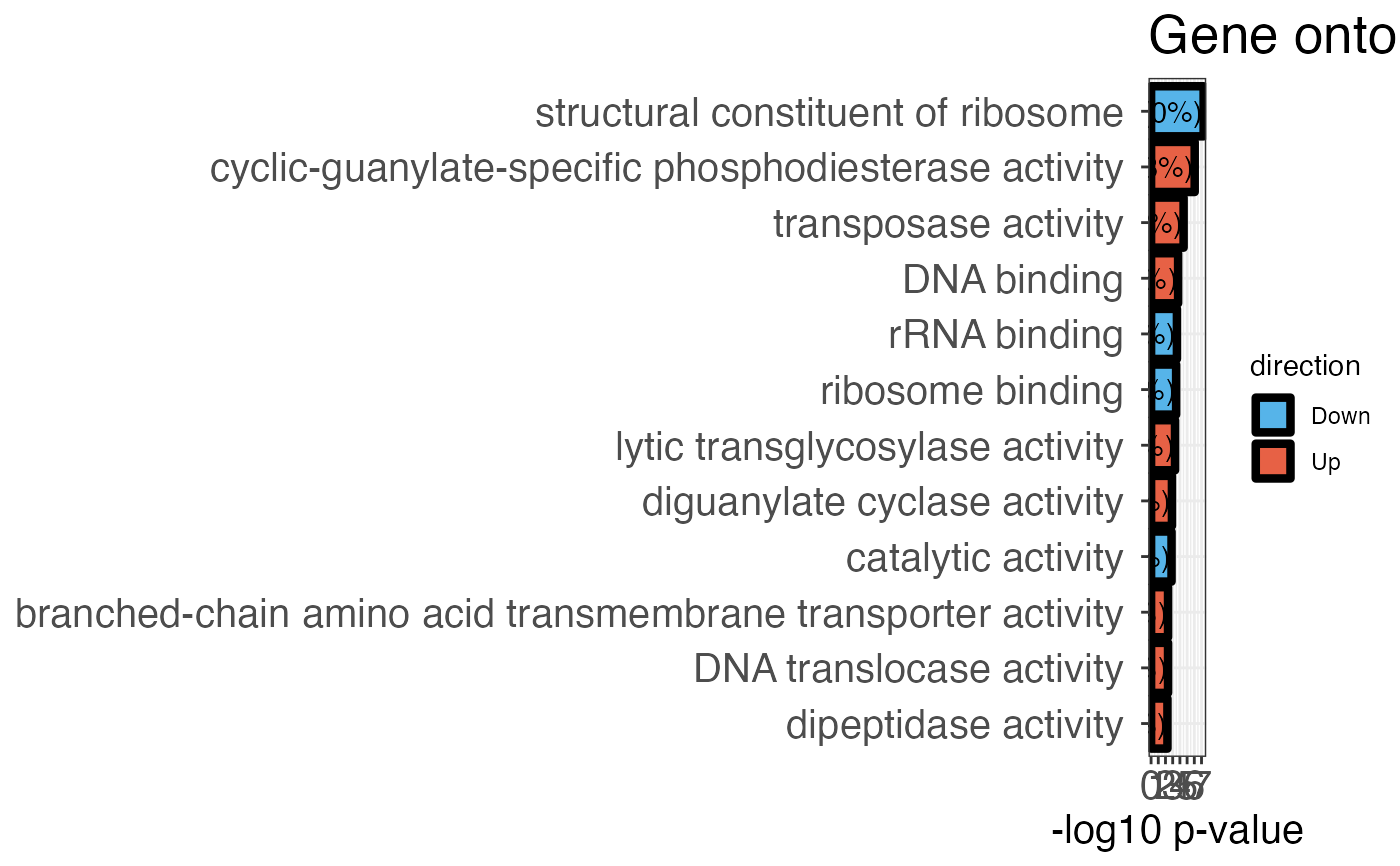 Gene onto
structural constituent of ribosome
0%)
cyclic-guanylate-specific phosphodiesterase activity
%)
transposase activity
%)
DNA binding
%)
rRNA binding
%)
ribosome binding
%)
lytic transglycosylase activity
%)
diguanylate cyclase activity
%)
catalytic activity
%)
branched-chain amino acid transmembrane transporter activity
)
DNA translocase activity
)
dipeptidase activity
)
-log10 p-value
direction
Down
Up